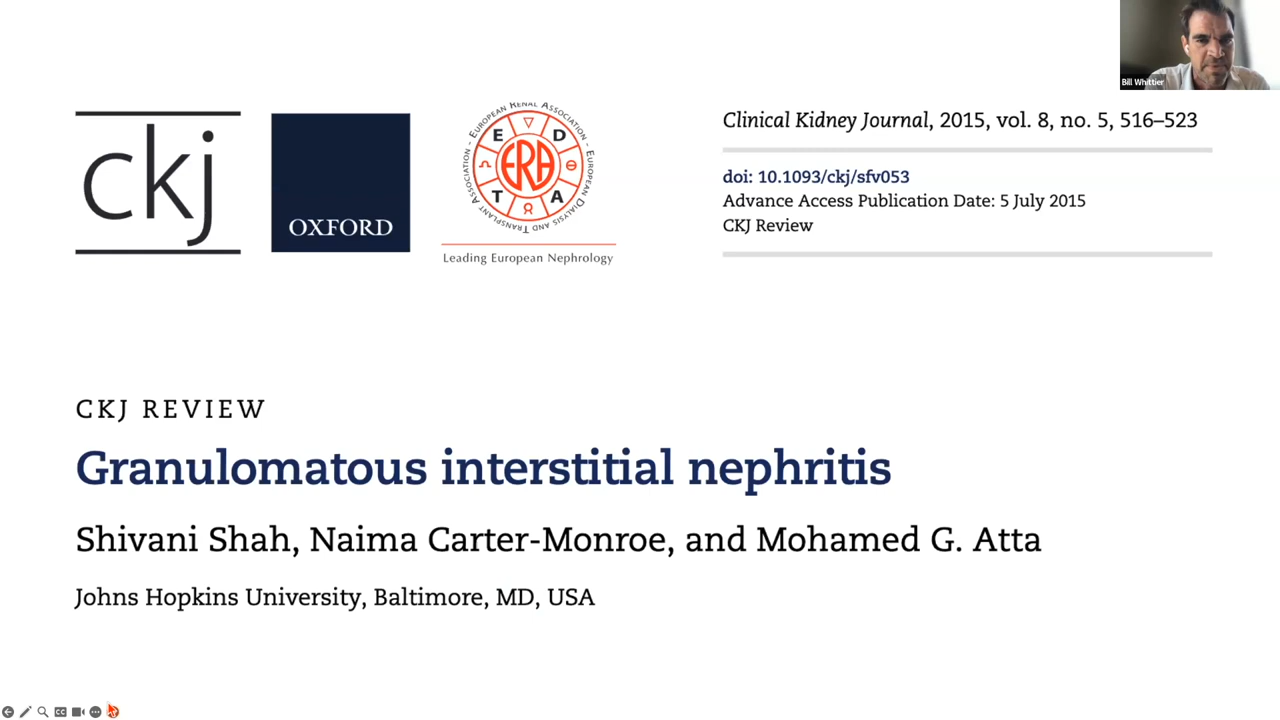 Bill Whittier
ckj
OXFORD
EUROPEAN RENAL ASSOCIATION - EUROPEAN DIALYSIS AND TRANSPLANT ASSOCIATION -
E D
ERA
T A
Leading European Nephrology
Clinical Kidney Journal, 2015, vol. 8, no. 5, 516–523
doi: 10.1093/ckj/sfv053
Advance Access Publication Date: 5 July 2015
CKJ Review
CKJ REVIEW
Granulomatous interstitial nephritis
Shivani Shah, Naima Carter-Monroe, and Mohamed G. Atta
Johns Hopkins University, Baltimore, MD, USA
CC